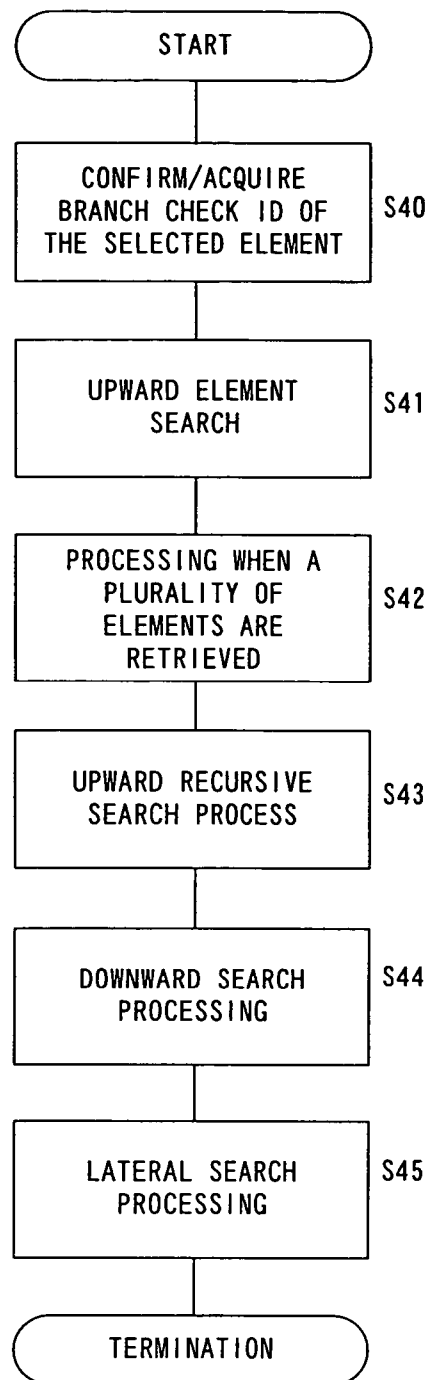 START
CONFIRM/ACQUIRE
BRANCH CHECK ID OF
THE SELECTED ELEMENT
S40
UPWARD ELEMENT
SEARCH
S41
PROCESSING WHEN A
PLURALITY OF
ELEMENTS ARE
RETRIEVED
S42
UPWARD RECURSIVE
SEARCH PROCESS
S43
DOWNWARD SEARCH
PROCESSING
S44
LATERAL SEARCH
PROCESSING
S45
TERMINATION